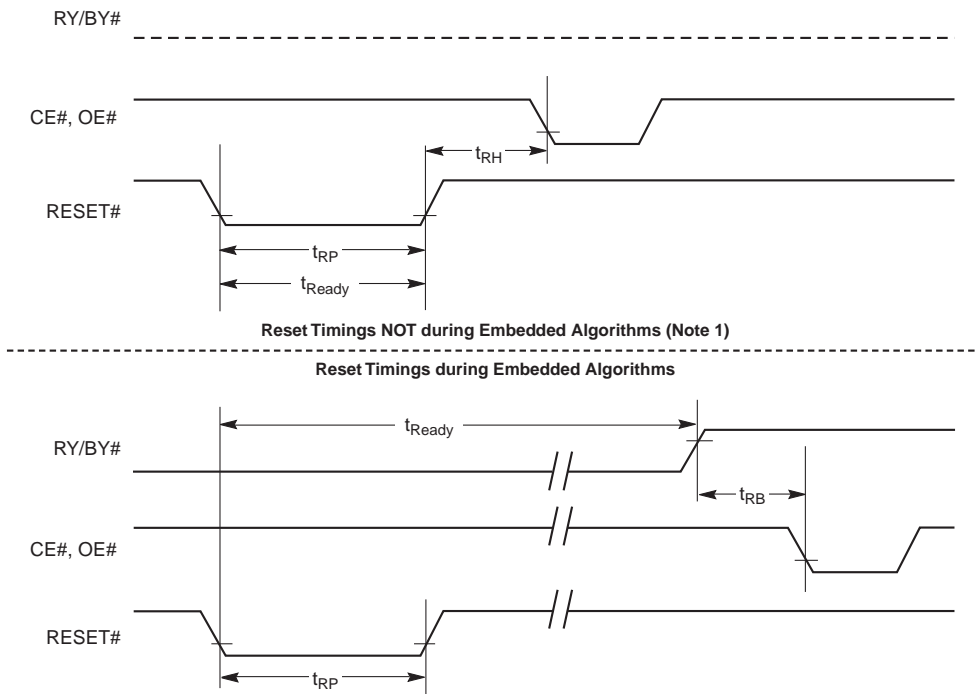 RY/BY#
CE#, OE#
tRH
RESET#
tRP
tReady
Reset Timings NOT during Embedded Algorithms (Note 1)
Reset Timings during Embedded Algorithms
tReady
RY/BY#
tRB
CE#, OE#
RESET#
tRP